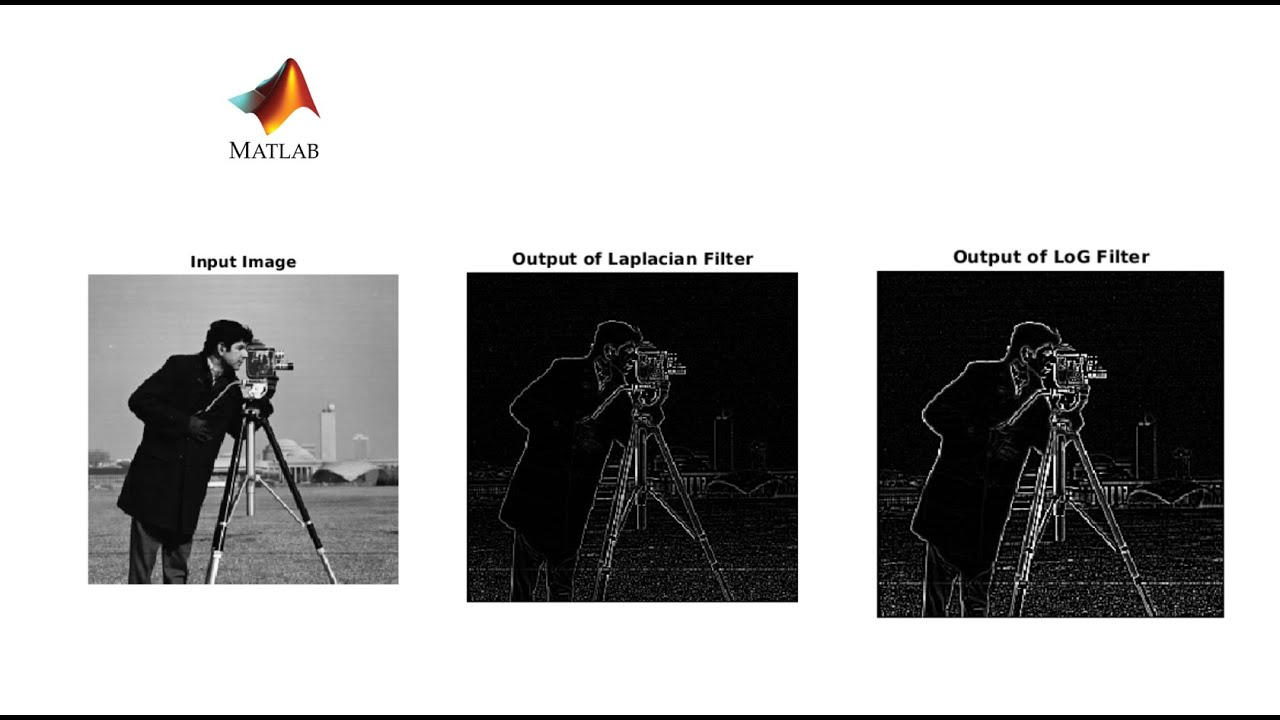 MATLAB
Input Image
Output of Laplacian Filter
Output of LoG Filter